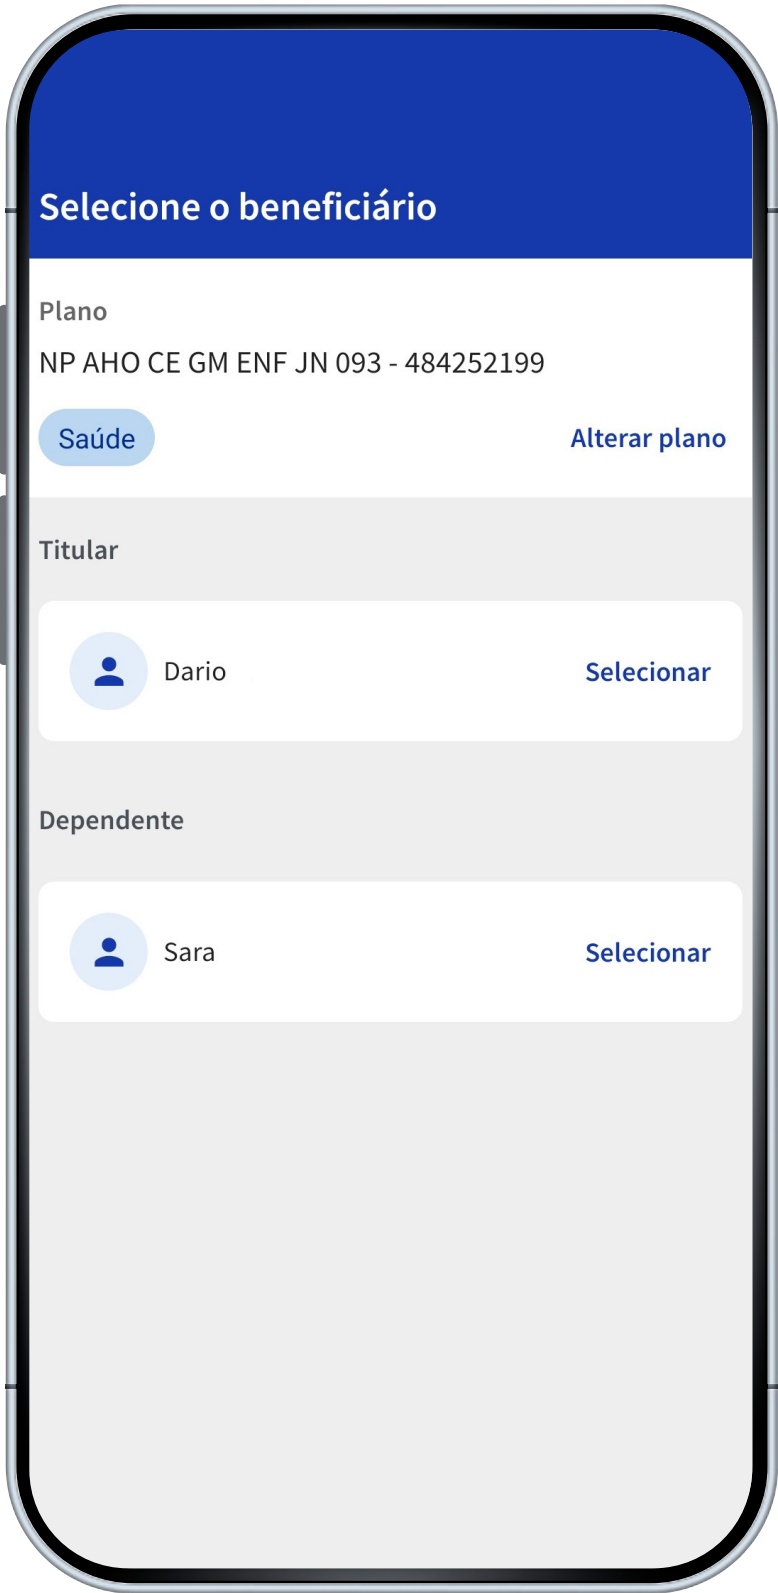 Selecione o beneficiário
Plano
NP AHO CE GM ENF JN 093 - 484252199
Saúde
Alterar plano
Titular
Dario
Selecionar
Dependente
Sara
Selecionar